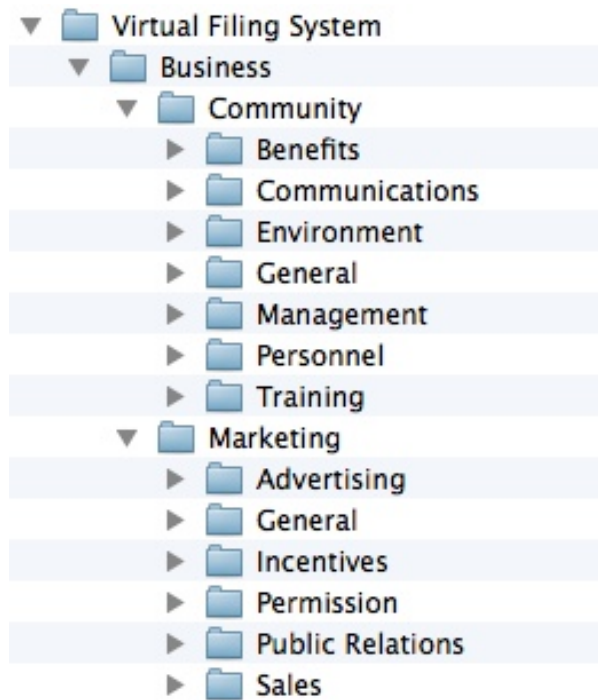 Virtual Filing System
Business
Community
Benefits
Communications
Environment
General
Management
Personnel
Training
Marketing
Advertising
General
Incentives
Permission
Public Relations
Sales